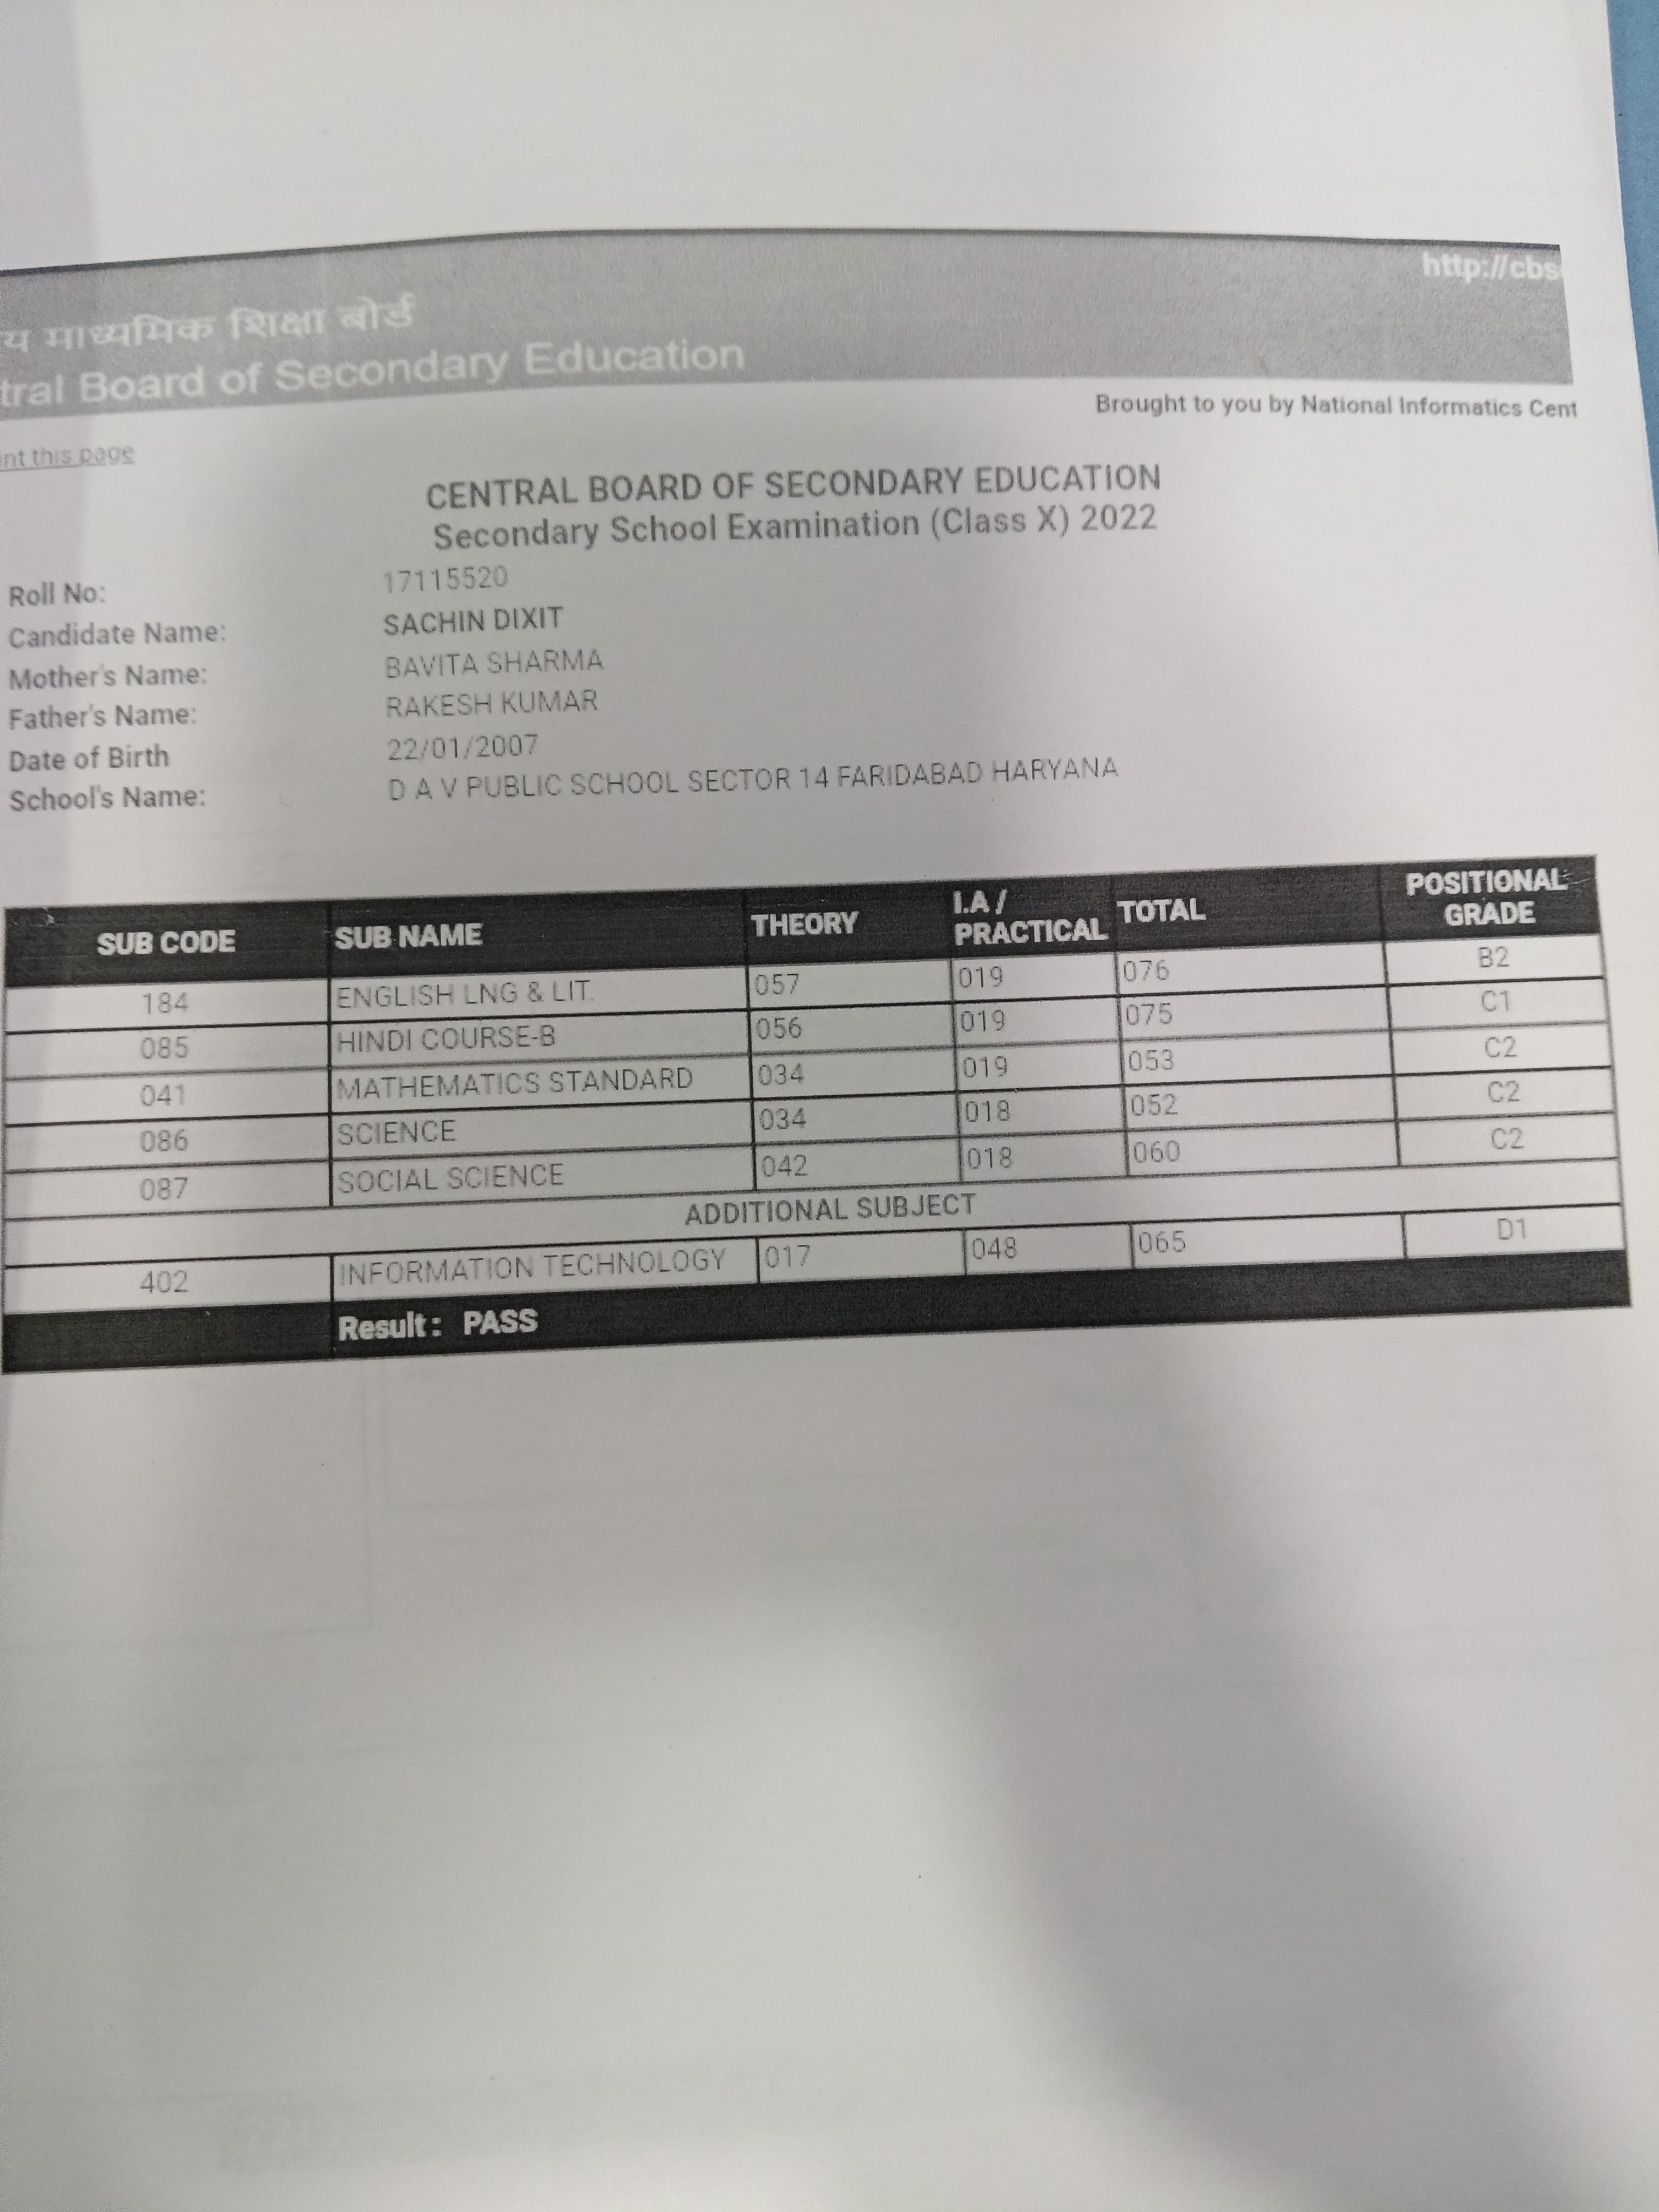 http://cbs
य माध्यमिक शिक्षा बोर्ड
tral Board of Secondary Education
Brought to you by National Informatics Cent
int this page
CENTRAL BOARD OF SECONDARY EDUCATION
Secondary School Examination (Class X) 2022
Roll No: 17115520
Candidate Name: SACHIN DIXIT
Mother's Name: BAVITA SHARMA
Father's Name: RAKESH KUMAR
Date of Birth 22/01/2007
School's Name: D A V PUBLIC SCHOOL SECTOR 14 FARIDABAD HARYANA
SUB CODE SUB NAME THEORY I.A / PRACTICAL TOTAL POSITIONAL GRADE
184 ENGLISH LNG & LIT. 057 019 076 B2
085 HINDI COURSE-B 056 019 075 C1
041 MATHEMATICS STANDARD 034 019 053 C2
086 SCIENCE 034 018 052 C2
087 SOCIAL SCIENCE 042 018 060 C2
ADDITIONAL SUBJECT
402 INFORMATION TECHNOLOGY 017 048 065 D1
Result: PASS